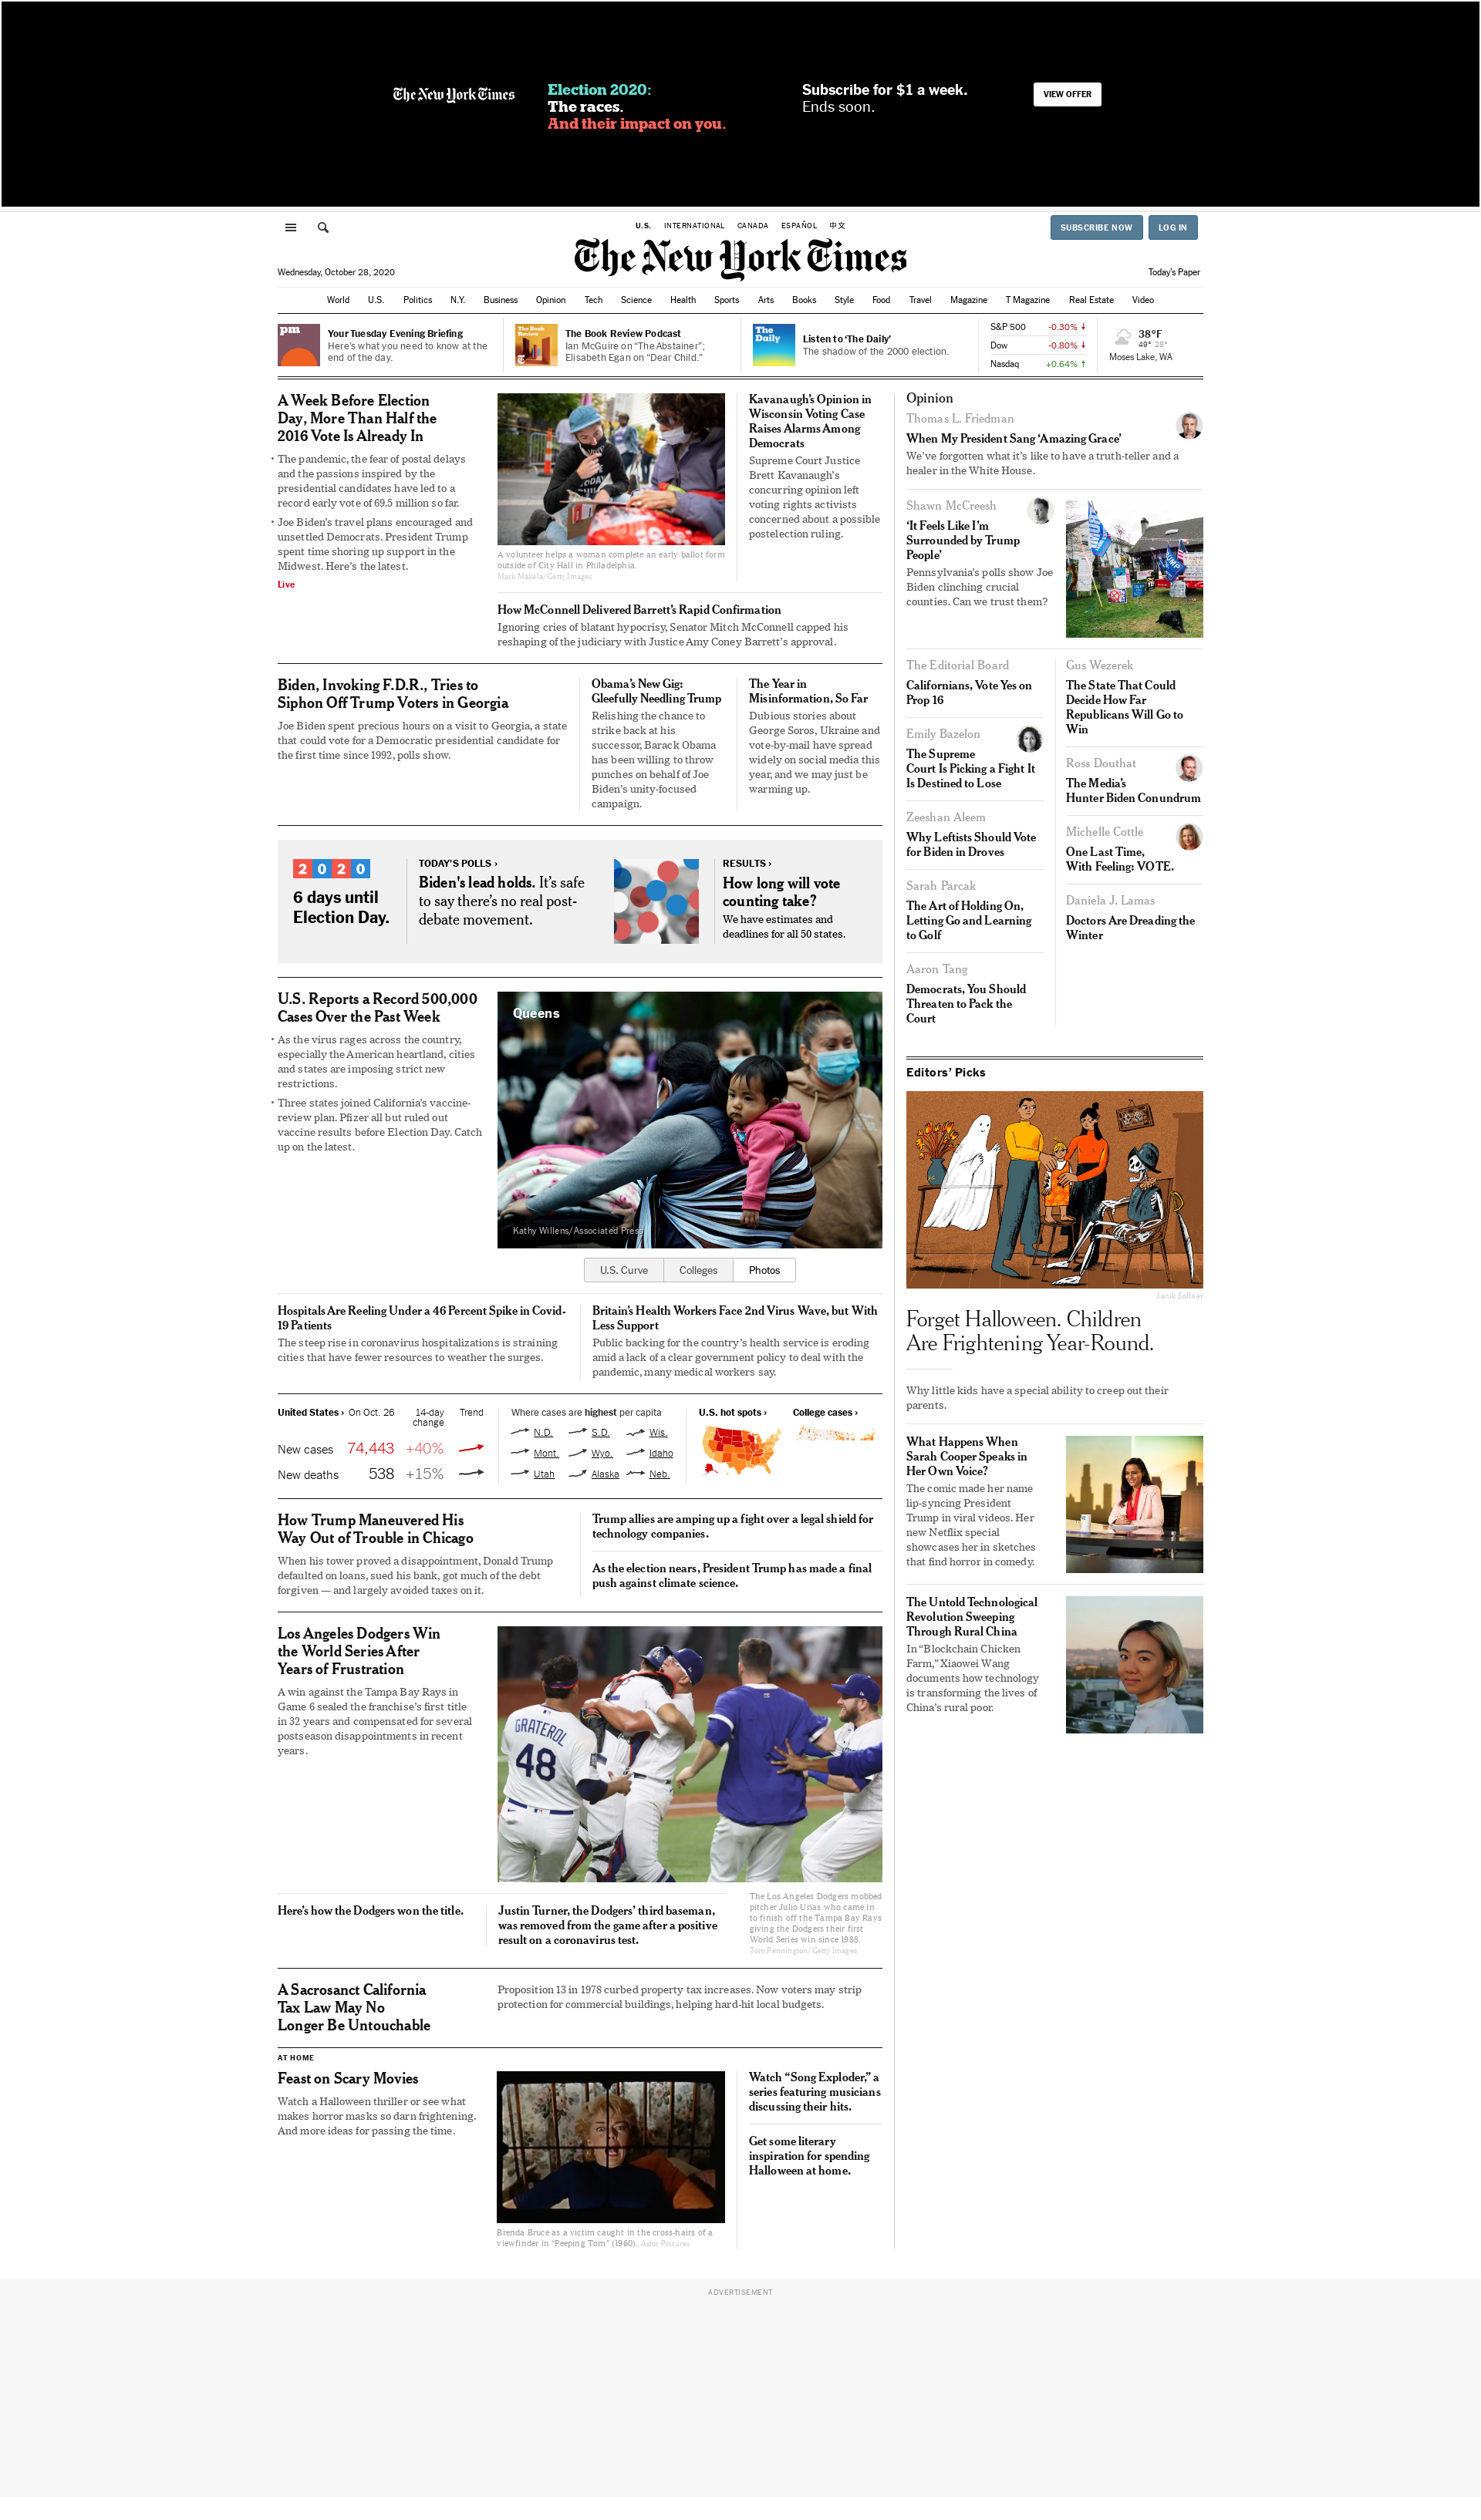 The New York Times
Election 2020:
The races.
And their impact on you.
Subscribe for $1 a week.
Ends soon.
VIEW OFFER
U.S. INTERNATIONAL CANADA ESPAÑOL 中文
SUBSCRIBE NOW
LOG IN
The New York Times
Wednesday, October 28, 2020
Today's Paper
World U.S. Politics N.Y. Business Opinion Tech Science Health Sports Arts Books Style Food Travel Magazine T Magazine Real Estate Video
pm
Your Tuesday Evening Briefing
Here's what you need to know at the
end of the day.
The Book
Review
The Book Review Podcast
Ian McGuire on “The Abstainer”;
Elisabeth Egan on “Dear Child.”
The
Daily
Listen to ‘The Daily’
The shadow of the 2000 election.
S&P 500 -0.30% ↓
Dow -0.80% ↓
Nasdaq +0.64% ↑
38°F
49° 28°
Moses Lake, WA
A Week Before Election
Day, More Than Half the
2016 Vote Is Already In
• The pandemic, the fear of postal delays
and the passions inspired by the
presidential candidates have led to a
record early vote of 69.5 million so far.
• Joe Biden's travel plans encouraged and
unsettled Democrats. President Trump
spent time shoring up support in the
Midwest. Here's the latest.
Live
A volunteer helps a woman complete an early ballot form
outside of City Hall in Philadelphia.
Mark Makela/Getty Images
Kavanaugh's Opinion in
Wisconsin Voting Case
Raises Alarms Among
Democrats
Supreme Court Justice
Brett Kavanaugh's
concurring opinion left
voting rights activists
concerned about a possible
postelection ruling.
How McConnell Delivered Barrett's Rapid Confirmation
Ignoring cries of blatant hypocrisy, Senator Mitch McConnell capped his
reshaping of the judiciary with Justice Amy Coney Barrett's approval.
Biden, Invoking F.D.R., Tries to
Siphon Off Trump Voters in Georgia
Joe Biden spent precious hours on a visit to Georgia, a state
that could vote for a Democratic presidential candidate for
the first time since 1992, polls show.
Obama's New Gig:
Gleefully Needling Trump
Relishing the chance to
strike back at his
successor, Barack Obama
has been willing to throw
punches on behalf of Joe
Biden's unity-focused
campaign.
The Year in
Misinformation, So Far
Dubious stories about
George Soros, Ukraine and
vote-by-mail have spread
widely on social media this
year, and we may just be
warming up.
2020
6 days until
Election Day.
TODAY'S POLLS ›
Biden's lead holds. It's safe
to say there's no real post-
debate movement.
RESULTS ›
How long will vote
counting take?
We have estimates and
deadlines for all 50 states.
U.S. Reports a Record 500,000
Cases Over the Past Week
• As the virus rages across the country,
especially the American heartland, cities
and states are imposing strict new
restrictions.
• Three states joined California's vaccine-
review plan. Pfizer all but ruled out
vaccine results before Election Day. Catch
up on the latest.
Queens
Kathy Willens/Associated Press
U.S. Curve
Colleges
Photos
Hospitals Are Reeling Under a 46 Percent Spike in Covid-
19 Patients
The steep rise in coronavirus hospitalizations is straining
cities that have fewer resources to weather the surges.
Britain's Health Workers Face 2nd Virus Wave, but With
Less Support
Public backing for the country's health service is eroding
amid a lack of a clear government policy to deal with the
pandemic, many medical workers say.
United States › On Oct. 26 14-day Trend
change
New cases 74,443 +40%
New deaths 538 +15%
Where cases are highest per capita
N.D. S.D. Wis.
Mont. Wyo. Idaho
Utah Alaska Neb.
U.S. hot spots ›
College cases ›
How Trump Maneuvered His
Way Out of Trouble in Chicago
When his tower proved a disappointment, Donald Trump
defaulted on loans, sued his bank, got much of the debt
forgiven — and largely avoided taxes on it.
Trump allies are amping up a fight over a legal shield for
technology companies.
As the election nears, President Trump has made a final
push against climate science.
Los Angeles Dodgers Win
the World Series After
Years of Frustration
A win against the Tampa Bay Rays in
Game 6 sealed the franchise's first title
in 32 years and compensated for several
postseason disappointments in recent
years.
GRATEROL
48
Here's how the Dodgers won the title.
Justin Turner, the Dodgers' third baseman,
was removed from the game after a positive
result on a coronavirus test.
The Los Angeles Dodgers mobbed
pitcher Julio Urias who came in
to finish off the Tampa Bay Rays
giving the Dodgers their first
World Series win since 1988.
Tom Pennington/Getty Images
A Sacrosanct California
Tax Law May No
Longer Be Untouchable
Proposition 13 in 1978 curbed property tax increases. Now voters may strip
protection for commercial buildings, helping hard-hit local budgets.
AT HOME
Feast on Scary Movies
Watch a Halloween thriller or see what
makes horror masks so darn frightening.
And more ideas for passing the time.
Brenda Bruce as a victim caught in the cross-hairs of a
viewfinder in “Peeping Tom” (1960). Astor Pictures
Watch “Song Exploder,” a
series featuring musicians
discussing their hits.
Get some literary
inspiration for spending
Halloween at home.
Opinion
Thomas L. Friedman
When My President Sang ‘Amazing Grace’
We've forgotten what it's like to have a truth-teller and a
healer in the White House.
Shawn McCreesh
‘It Feels Like I'm
Surrounded by Trump
People’
Pennsylvania's polls show Joe
Biden clinching crucial
counties. Can we trust them?
TRUMP
The Editorial Board
Californians, Vote Yes on
Prop 16
Emily Bazelon
The Supreme
Court Is Picking a Fight It
Is Destined to Lose
Zeeshan Aleem
Why Leftists Should Vote
for Biden in Droves
Sarah Parcak
The Art of Holding On,
Letting Go and Learning
to Golf
Aaron Tang
Democrats, You Should
Threaten to Pack the
Court
Gus Wezerek
The State That Could
Decide How Far
Republicans Will Go to
Win
Ross Douthat
The Media's
Hunter Biden Conundrum
Michelle Cottle
One Last Time,
With Feeling: VOTE.
Daniela J. Lamas
Doctors Are Dreading the
Winter
Editors' Picks
Janik Söllner
Forget Halloween. Children
Are Frightening Year-Round.
Why little kids have a special ability to creep out their
parents.
What Happens When
Sarah Cooper Speaks in
Her Own Voice?
The comic made her name
lip-syncing President
Trump in viral videos. Her
new Netflix special
showcases her in sketches
that find horror in comedy.
The Untold Technological
Revolution Sweeping
Through Rural China
In “Blockchain Chicken
Farm,” Xiaowei Wang
documents how technology
is transforming the lives of
China's rural poor.
ADVERTISEMENT